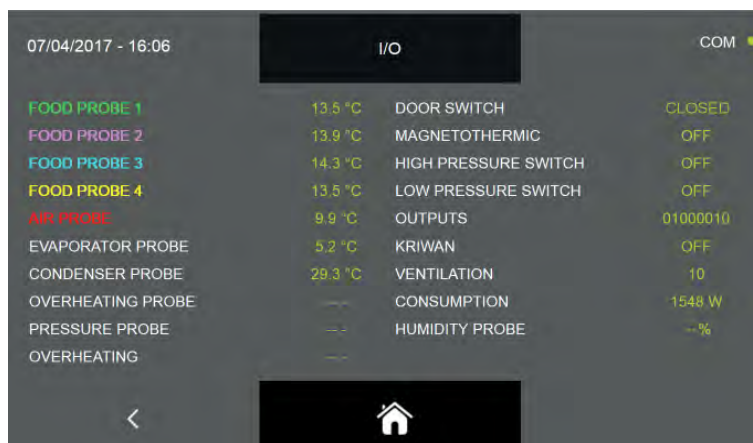 07/04/2017 - 16:06 I/O COM
FOOD PROBE 1 13.5 °C DOOR SWITCH CLOSED
FOOD PROBE 2 13.9 °C MAGNETOTHERMIC OFF
FOOD PROBE 3 14.3 °C HIGH PRESSURE SWITCH OFF
FOOD PROBE 4 13.5 °C LOW PRESSURE SWITCH OFF
AIR PROBE 9.9 °C OUTPUTS 01000010
EVAPORATOR PROBE 5.2 °C KRIWAN OFF
CONDENSER PROBE 29.3 °C VENTILATION 10
OVERHEATING PROBE --.- CONSUMPTION 1548 W
PRESSURE PROBE --.- HUMIDITY PROBE --%
OVERHEATING --.-